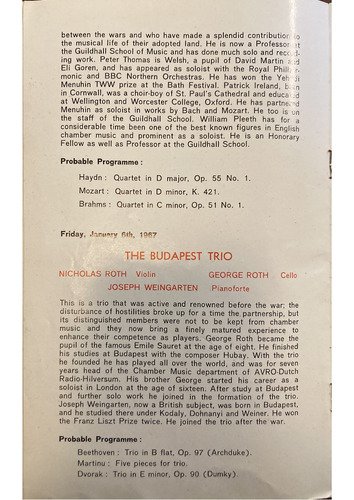 between the wars and who have made a splendid contribution to
the musical life of their adopted land. He is now a Professor at
the Guildhall School of Music and has done much solo and record-
ing work. Peter Thomas is Welsh, a pupil of David Martin and
Eli Goren, and has appeared as soloist with the Royal Philhar-
monic and BBC Northern Orchestras. He has won the Yehudi
Menuhin TWW prize at the Bath Festival. Patrick Ireland, born
in Cornwall, was a choir-boy of St. Paul's Cathedral and educated
at Wellington and Worcester College, Oxford. He has partnered
Menuhin as soloist in works by Bach and Mozart. He too is on
the staff of the Guildhall School. William Pleeth has for a
considerable time been one of the best known figures in English
chamber music and prominent as a soloist. He is an Honorary
Fellow as well as Professor at the Guildhall School.
Probable Programme :
Haydn : Quartet in D major, Op. 55 No. 1.
Mozart : Quartet in D minor, K. 421.
Brahms : Quartet in C minor, Op. 51 No. 1.
Friday, January 6th, 1967
THE BUDAPEST TRIO
NICHOLAS ROTH Violin GEORGE ROTH Cello
JOSEPH WEINGARTEN Pianoforte
This is a trio that was active and renowned before the war; the
disturbance of hostilities broke up for a time the partnership, but
its distinguished members were not to be kept from chamber
music and they now bring a finely matured experience to
enhance their competence as players. George Roth became the
pupil of the famous Emile Sauret at the age of eight. He finished
his studies at Budapest with the composer Hubay. With the trio
he founded he has played all over the world, and was for seven
years head of the Chamber Music department of AVRO-Dutch
Radio-Hilversum. His brother George started his career as a
soloist in London at the age of sixteen. After study at Budapest
and further solo work he joined in the formation of the trio.
Joseph Weingarten, now a British subject, was born in Budapest,
and he studied there under Kodaly, Dohnanyi and Weiner. He won
the Franz Liszt Prize twice. He joined the trio after the war.
Probable Programme :
Beethoven : Trio in B flat, Op. 97 (Archduke).
Martinu : Five pieces for trio.
Dvorak : Trio in E minor, Op. 90 (Dumky).